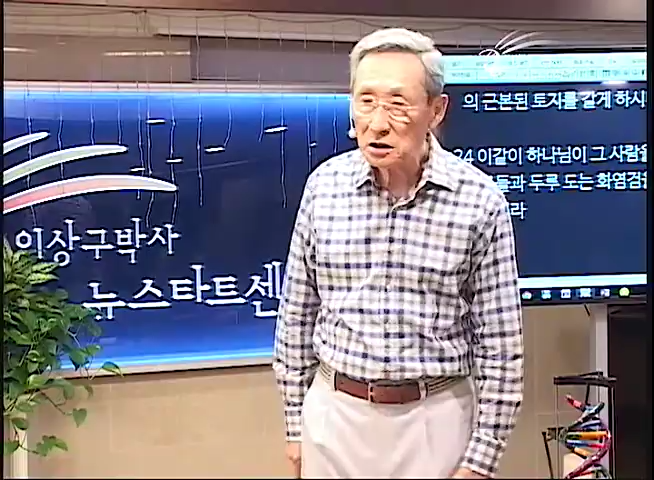 의 근본된 토지를 갈게 하시
24 이같이 하나님이 그 사람을
들과 두루 도는 화염검을
라
이상구박사
뉴스타트센